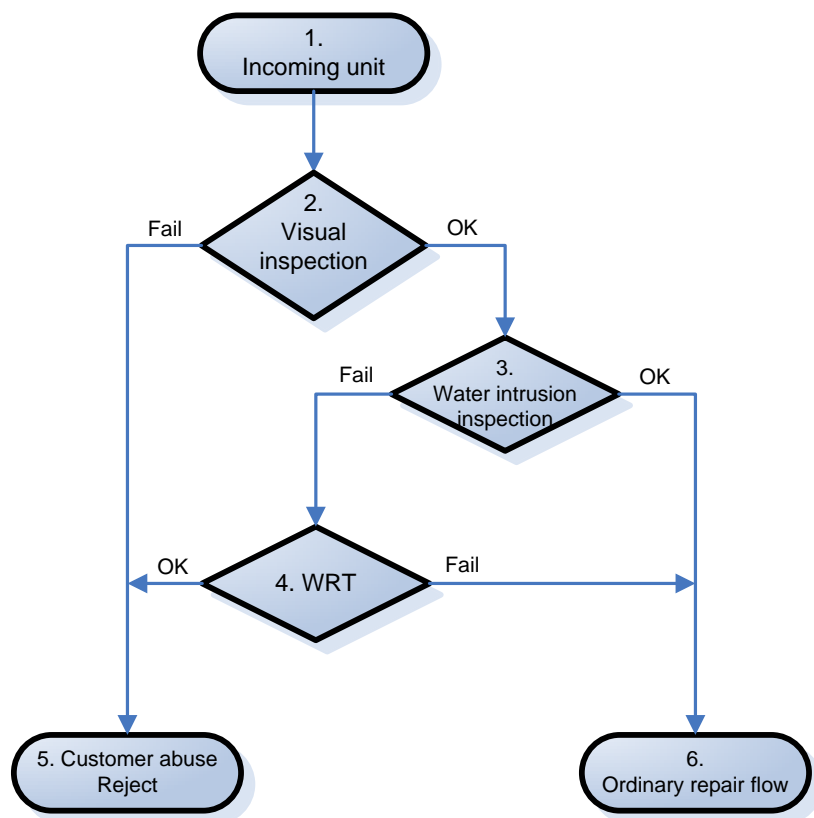 1.
Incoming unit
2.
Visual
inspection
Fail
OK
3.
Water intrusion
inspection
Fail
OK
4. WRT
OK
Fail
5. Customer abuse
Reject
6.
Ordinary repair flow